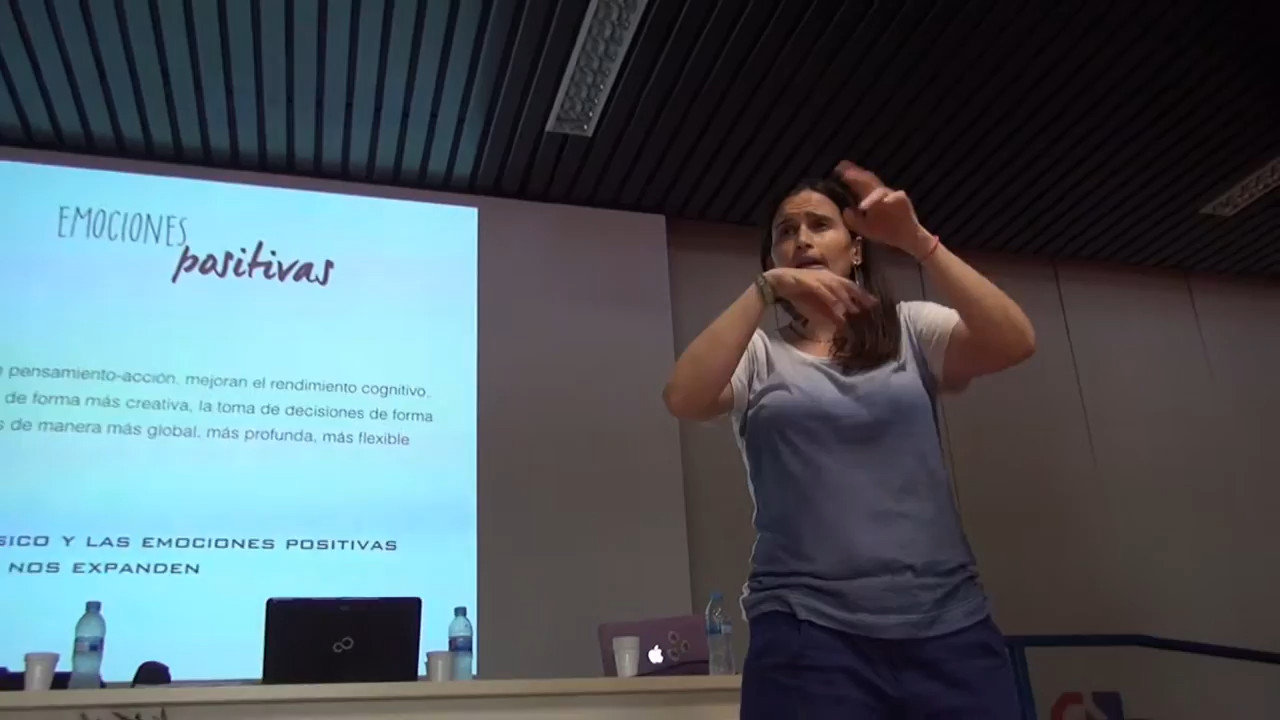 EMOCIONES
positivas
pensamiento-acción, mejoran el rendimiento cognitivo,
de forma más creativa, la toma de decisiones de forma
de manera más global, más profunda, más flexible
SICO Y LAS EMOCIONES POSITIVAS
NOS EXPANDEN